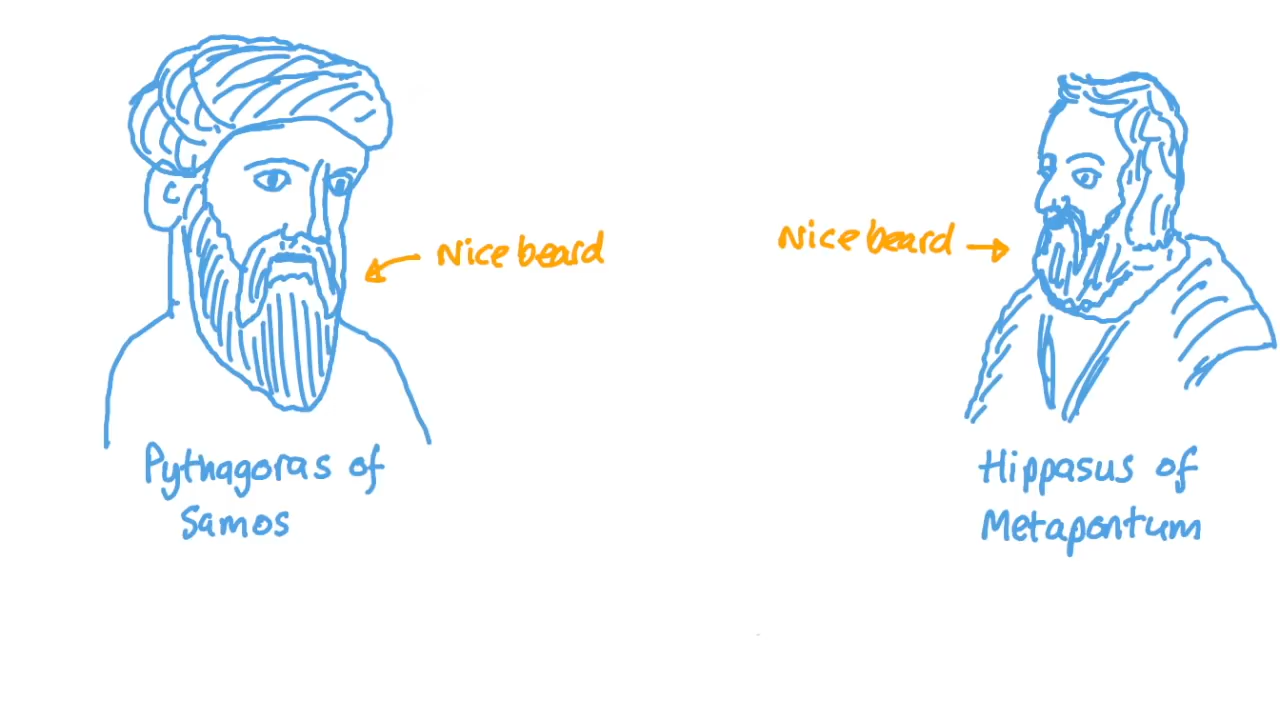 Nice beard
Nice beard
Pythagoras of
Samos
Hippasus of
Metapontum